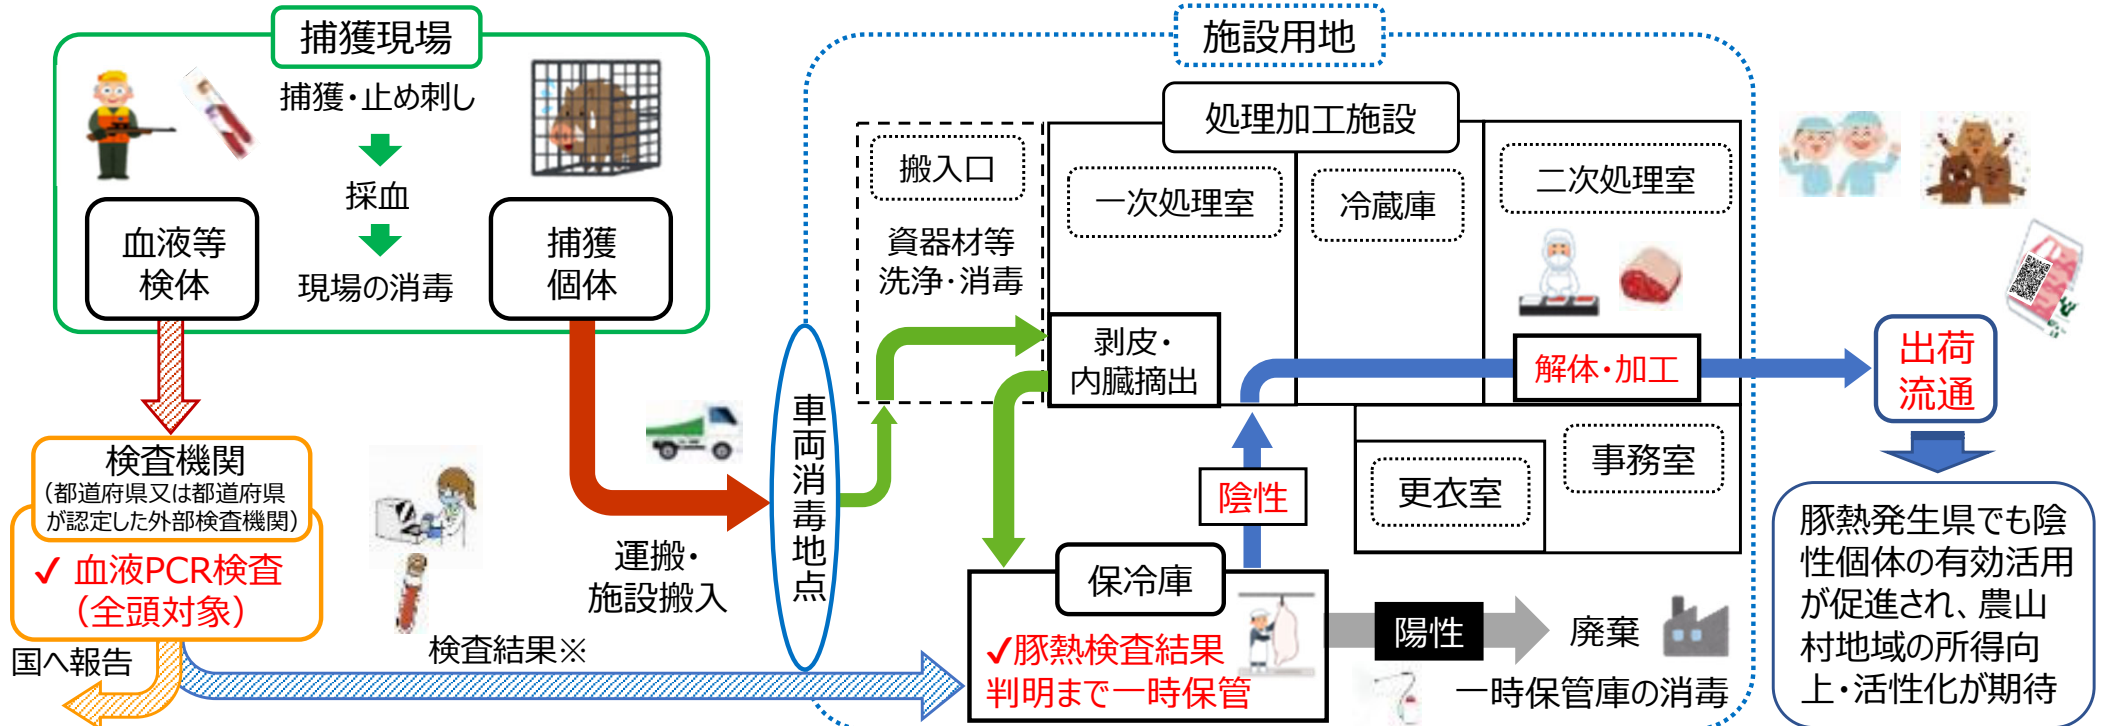 捕獲現場
捕獲・止め刺し
採血
現場の消毒
血液等
検体
捕獲
個体
検査機関
（都道府県又は都道府県
が認定した外部検査機関）
✓ 血液PCR検査
（全頭対象）
国へ報告
検査結果※
運搬・
施設搬入
車両消毒地点
施設用地
処理加工施設
搬入口
資器材等
洗浄・消毒
一次処理室
冷蔵庫
二次処理室
剥皮・
内臓摘出
解体・加工
陰性
更衣室
事務室
保冷庫
✓豚熱検査結果
判明まで一時保管
陽性
廃棄
一時保管庫の消毒
出荷
流通
豚熱発生県でも陰
性個体の有効活用
が促進され、農山
村地域の所得向
上・活性化が期待